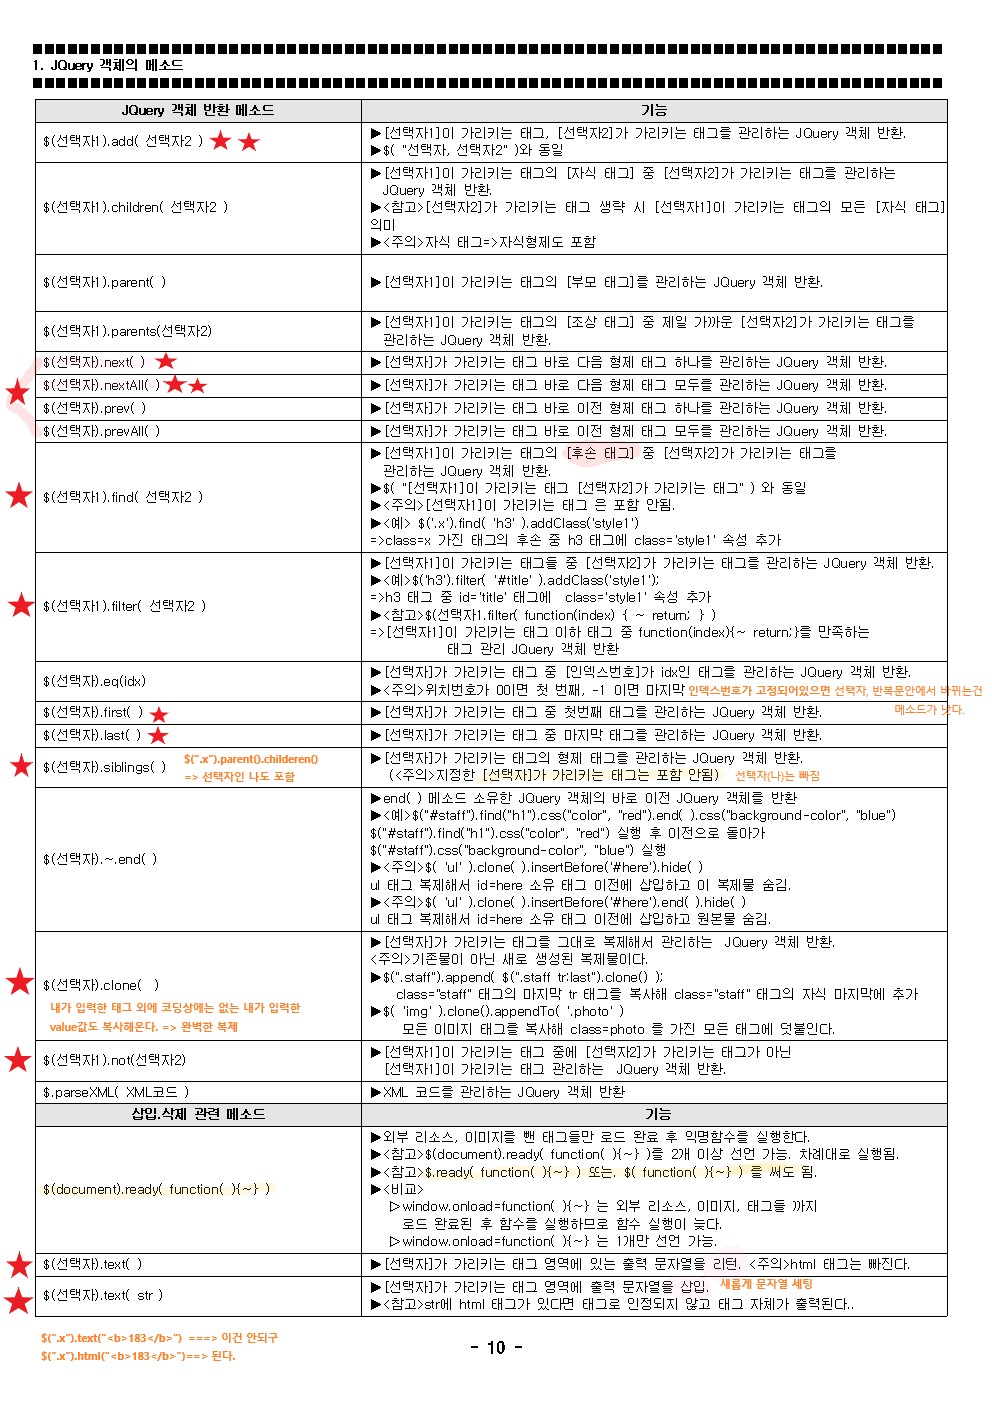 1. JQuery 객체의 메소드
JQuery 객체 반환 메소드
기능
$(선택자1).add( 선택자2 )
▶[선택자1]이 가리키는 태그, [선택자2]가 가리키는 태그를 관리하는 JQuery 객체 반환.
▶$( "선택자, 선택자2" )와 동일
$(선택자1).children( 선택자2 )
▶[선택자1]이 가리키는 태그의 [자식 태그] 중 [선택자2]가 가리키는 태그를 관리하는
JQuery 객체 반환.
▶<참고>[선택자2]가 가리키는 태그 생략 시 [선택자1]이 가리키는 태그의 모든 [자식 태그]
의미
▶<주의>자식 태그=>자식형제도 포함
$(선택자1).parent( )
▶[선택자1]이 가리키는 태그의 [부모 태그]를 관리하는 JQuery 객체 반환.
$(선택자1).parents(선택자2)
▶[선택자1]이 가리키는 태그의 [조상 태그] 중 제일 가까운 [선택자2]가 가리키는 태그를
관리하는 JQuery 객체 반환.
$(선택자).next( )
▶[선택자]가 가리키는 태그 바로 다음 형제 태그 하나를 관리하는 JQuery 객체 반환.
$(선택자).nextAll( )
▶[선택자]가 가리키는 태그 바로 다음 형제 태그 모두를 관리하는 JQuery 객체 반환.
$(선택자).prev( )
▶[선택자]가 가리키는 태그 바로 이전 형제 태그 하나를 관리하는 JQuery 객체 반환.
$(선택자).prevAll( )
▶[선택자]가 가리키는 태그 바로 이전 형제 태그 모두를 관리하는 JQuery 객체 반환.
$(선택자1).find( 선택자2 )
▶[선택자1]이 가리키는 태그의 [후손 태그] 중 [선택자2]가 가리키는 태그를
관리하는 JQuery 객체 반환.
▶$( "[선택자1]이 가리키는 태그 [선택자2]가 가리키는 태그" ) 와 동일
▶<주의>[선택자1]이 가리키는 태그 은 포함 안됨.
▶<예> $('.x').find( 'h3' ).addClass('style1')
=>class=x 가진 태그의 후손 중 h3 태그에 class='style1' 속성 추가
$(선택자1).filter( 선택자2 )
▶[선택자1]이 가리키는 태그들 중 [선택자2]가 가리키는 태그를 관리하는 JQuery 객체 반환.
▶<예>$('h3').filter( '#title' ).addClass('style1');
=>h3 태그 중 id='title' 태그에 class='style1' 속성 추가
▶<참고>$(선택자1.filter( function(index) { ~ return; } )
=>[선택자1]이 가리키는 태그 이하 태그 중 function(index){~ return;}를 만족하는
태그 관리 JQuery 객체 반환
$(선택자).eq(idx)
▶[선택자]가 가리키는 태그 중 [인덱스번호]가 idx인 태그를 관리하는 JQuery 객체 반환.
▶<주의>위치번호가 0이면 첫 번째, -1 이면 마지막 인덱스번호가 고정되어있으면 선택자, 반복문안에서 바뀌는건
메소드가 낫다.
$(선택자).first( )
▶[선택자]가 가리키는 태그 중 첫번째 태그를 관리하는 JQuery 객체 반환.
$(선택자).last( )
▶[선택자]가 가리키는 태그 중 마지막 태그를 관리하는 JQuery 객체 반환.
$(선택자).siblings( )
$(".x").parent().childeren()
=> 선택자인 나도 포함
▶[선택자]가 가리키는 태그의 형제 태그를 관리하는 JQuery 객체 반환.
(<주의>지정한 [선택자]가 가리키는 태그는 포함 안됨) 선택자(나)는 빠짐
$(선택자).~.end( )
▶end( ) 메소드 소유한 JQuery 객체의 바로 이전 JQuery 객체를 반환
▶<예>$("#staff").find("h1").css("color", "red").end( ).css("background-color", "blue")
$("#staff").find("h1").css("color", "red") 실행 후 이전으로 돌아가
$("#staff").css("background-color", "blue") 실행
▶<주의>$( 'ul' ).clone( ).insertBefore('#here').hide( )
ul 태그 복제해서 id=here 소유 태그 이전에 삽입하고 이 복제물 숨김.
▶<주의>$( 'ul' ).clone( ).insertBefore('#here').end( ).hide( )
ul 태그 복제해서 id=here 소유 태그 이전에 삽입하고 원본물 숨김.
$(선택자).clone( )
내가 입력한 태그 외에 코딩상에는 없는 내가 입력한
value값도 복사해온다. => 완벽한 복제
▶[선택자]가 가리키는 태그를 그대로 복제해서 관리하는 JQuery 객체 반환.
<주의>기존물이 아닌 새로 생성된 복제물이다.
▶$(".staff").append( $(".staff tr:last").clone() );
class="staff" 태그의 마지막 tr 태그를 복사해 class="staff" 태그의 자식 마지막에 추가
▶$( 'img' ).clone().appendTo( '.photo' )
모든 이미지 태그를 복사해 class=photo 를 가진 모든 태그에 덧붙인다.
$(선택자1).not(선택자2)
▶[선택자1]이 가리키는 태그 중에 [선택자2]가 가리키는 태그가 아닌
[선택자1]이 가리키는 태그 관리하는 JQuery 객체 반환.
$.parseXML( XML코드 )
▶XML 코드를 관리하는 JQuery 객체 반환
삽입.삭제 관련 메소드
기능
$(document).ready( function( ){~} )
▶외부 리소스, 이미지를 뺀 태그들만 로드 완료 후 익명함수를 실행한다.
▶<참고>$(document).ready( function( ){~} )를 2개 이상 선언 가능. 차례대로 실행됨.
▶<참고>$.ready( function( ){~} ) 또는. $( function( ){~} ) 를 써도 됨.
▶<비교>
▷window.onload=function( ){~} 는 외부 리소스, 이미지, 태그들 까지
로드 완료된 후 함수를 실행하므로 함수 실행이 늦다.
▷window.onload=function( ){~} 는 1개만 선언 가능.
$(선택자).text( )
▶[선택자]가 가리키는 태그 영역에 있는 출력 문자열을 리턴. <주의>html 태그는 빠진다.
$(선택자).text( str )
▶[선택자]가 가리키는 태그 영역에 출력 문자열을 삽입. 새롭게 문자열 세팅
▶<참고>str에 html 태그가 있다면 태그로 인정되지 않고 태그 자체가 출력된다..
$(".x").text("<b>183</b>") ===> 이건 안되구
$(".x").html("<b>183</b>")==> 된다.
- 10 -